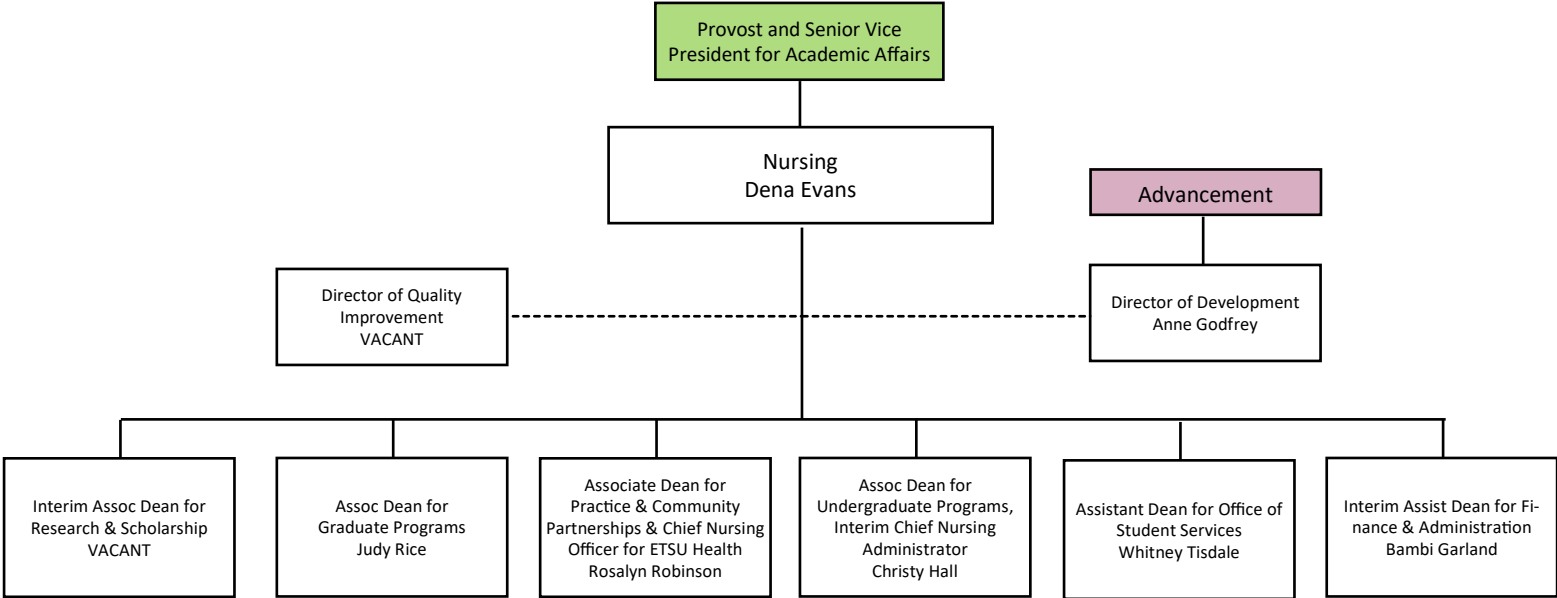 Provost and Senior Vice
President for Academic Affairs
Nursing
Dena Evans
Advancement
Director of Quality
Improvement
VACANT
Director of Development
Anne Godfrey
Interim Assoc Dean for
Research & Scholarship
VACANT
Assoc Dean for
Graduate Programs
Judy Rice
Associate Dean for
Practice & Community
Partnerships & Chief Nursing
Officer for ETSU Health
Rosalyn Robinson
Assoc Dean for
Undergraduate Programs,
Interim Chief Nursing
Administrator
Christy Hall
Assistant Dean for Office of
Student Services
Whitney Tisdale
Interim Assist Dean for Fi-
nance & Administration
Bambi Garland